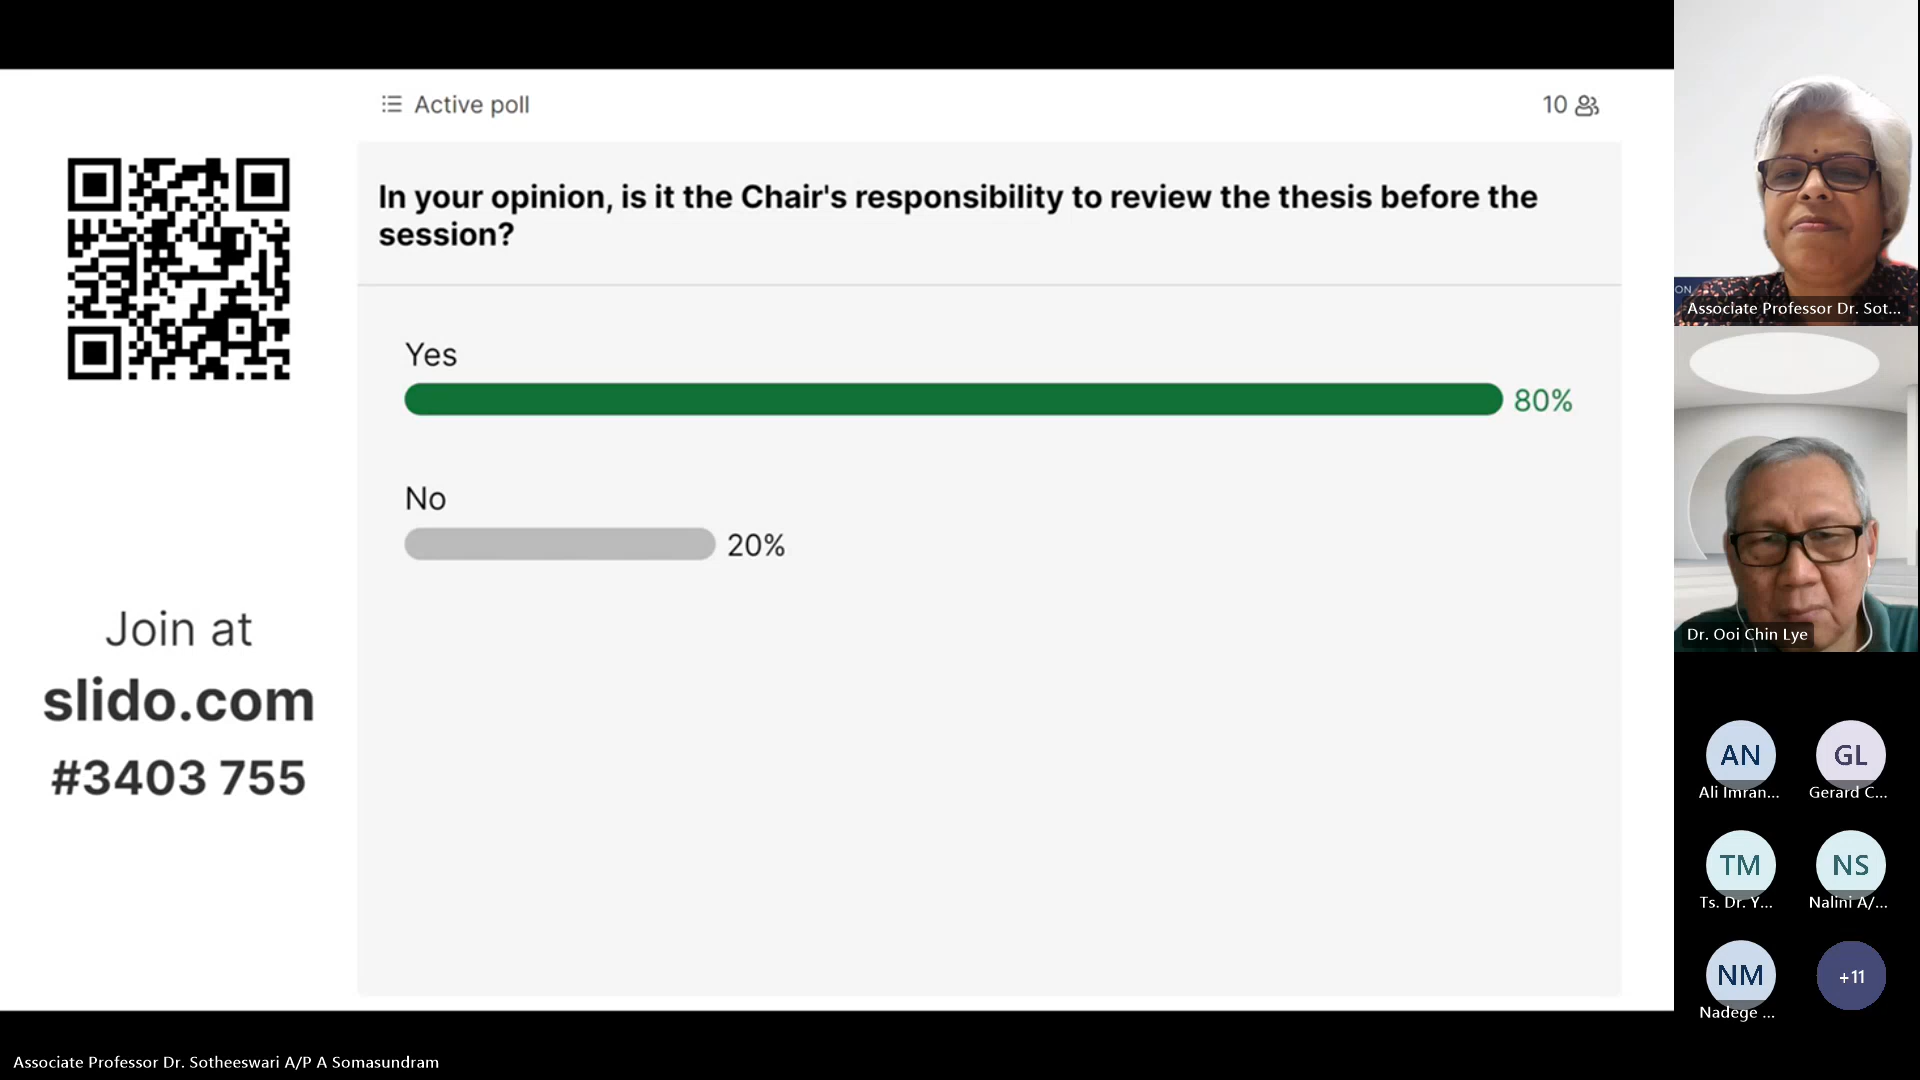 Active poll
10
In your opinion, is it the Chair's responsibility to review the thesis before the
session?
Yes
80%
No
20%
Join at
slido.com
#3403 755
ON
Associate Professor Dr. Sot...
Dr. Ooi Chin Lye
AN
Ali Imran...
GL
Gerard C...
TM
Ts. Dr. Y...
NS
Nalini A/...
NM
Nadege ...
+11
Associate Professor Dr. Sotheeswari A/P A Somasundram